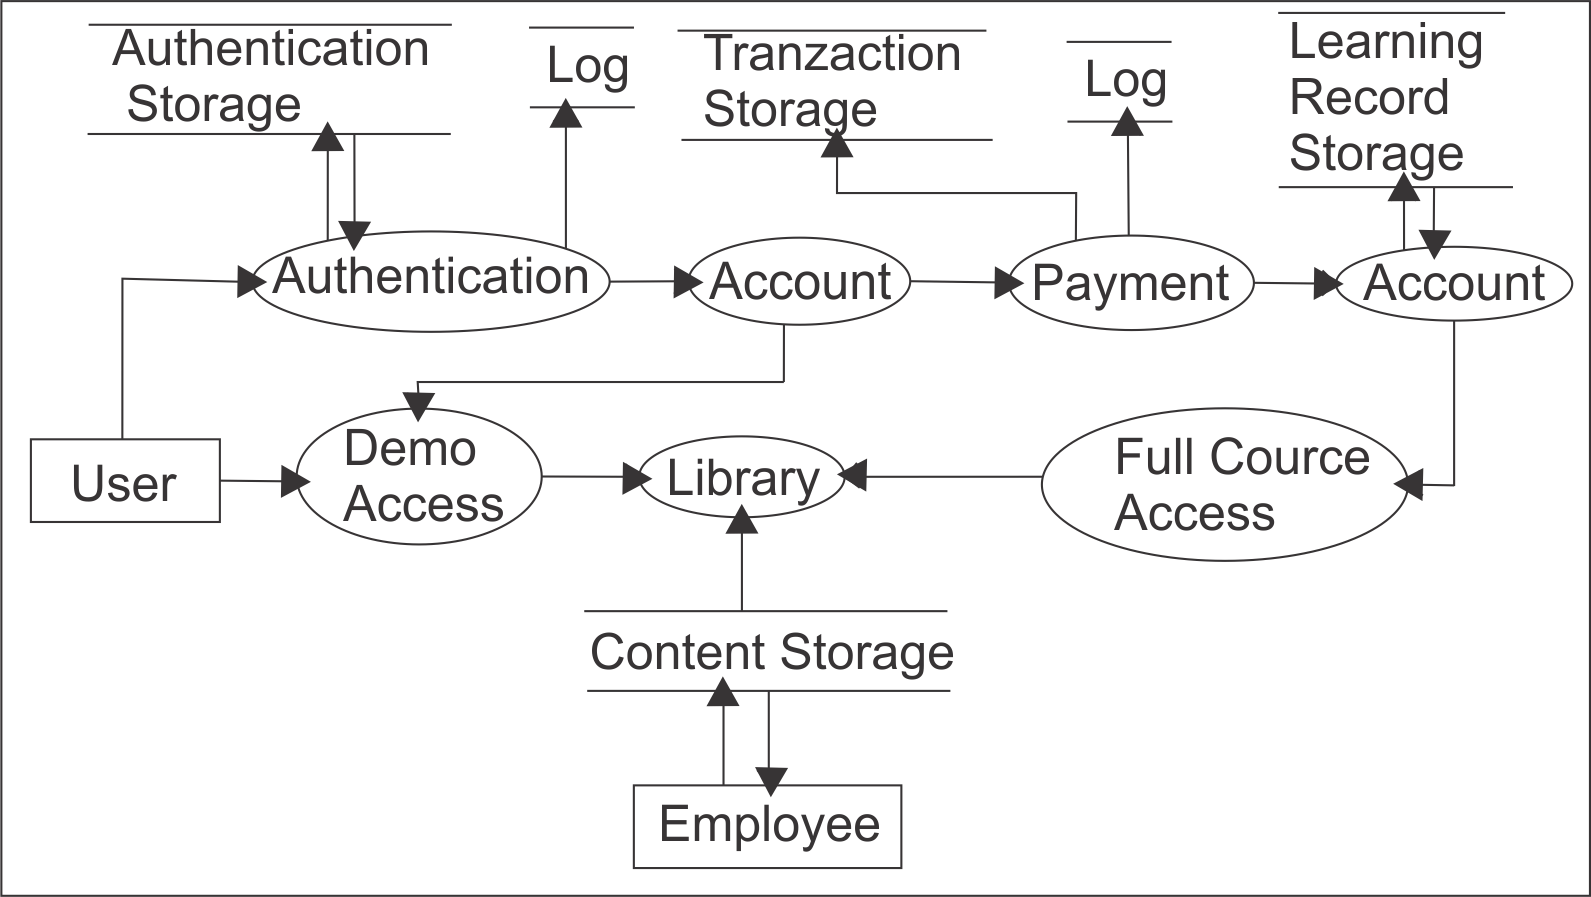 Authentication
Storage
Log
Tranzaction
Storage
Log
Learning
Record
Storage
Authentication
Account
Payment
Account
User
Demo
Access
Library
Full Cource
Access
Content Storage
Employee